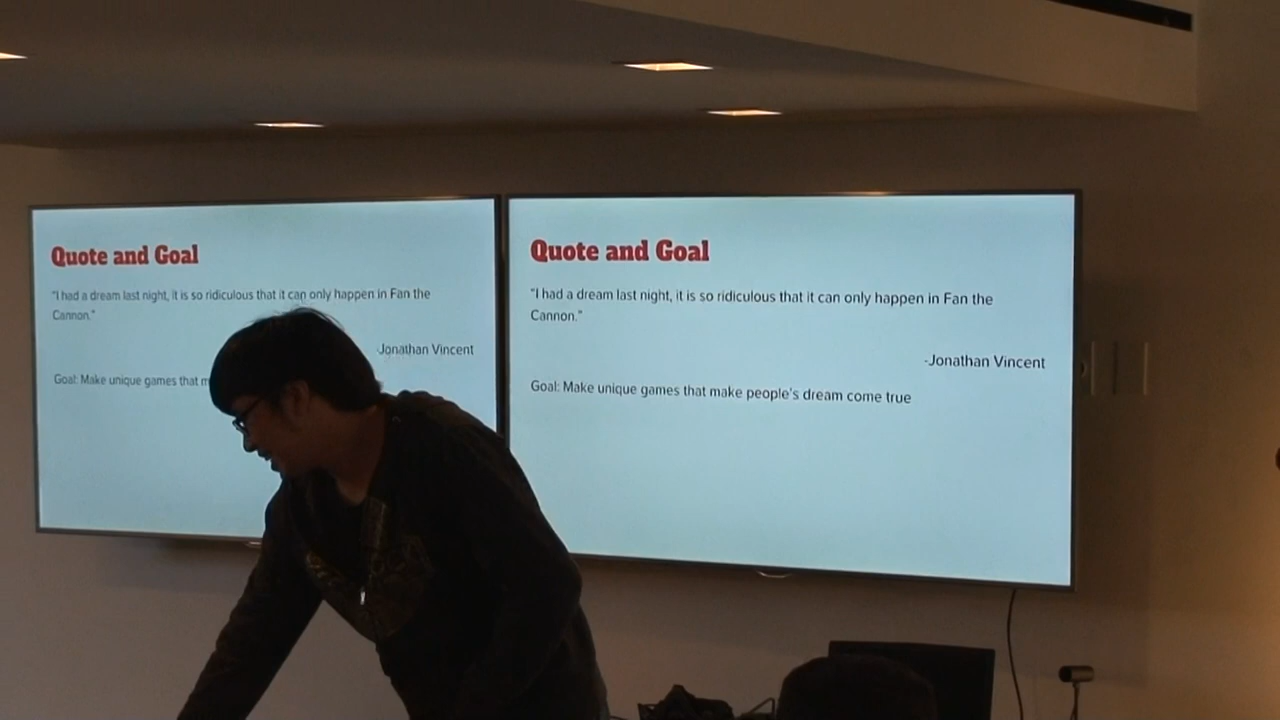 Quote and Goal
"I had a dream last night, it is so ridiculous that it can only happen in Fan the
Cannon."
-Jonathan Vincent
Goal: Make unique games that m
Quote and Goal
"I had a dream last night, it is so ridiculous that it can only happen in Fan the
Cannon."
-Jonathan Vincent
Goal: Make unique games that make people's dream come true